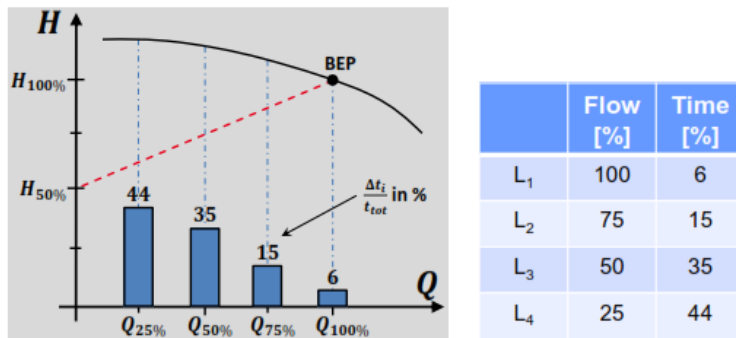 H
BEP
H100%
H50%
44
35
15
6
Δti/ttot in %
Q
Q25% Q50% Q75% Q100%
Flow [%] Time [%]
L1 100 6
L2 75 15
L3 50 35
L4 25 44